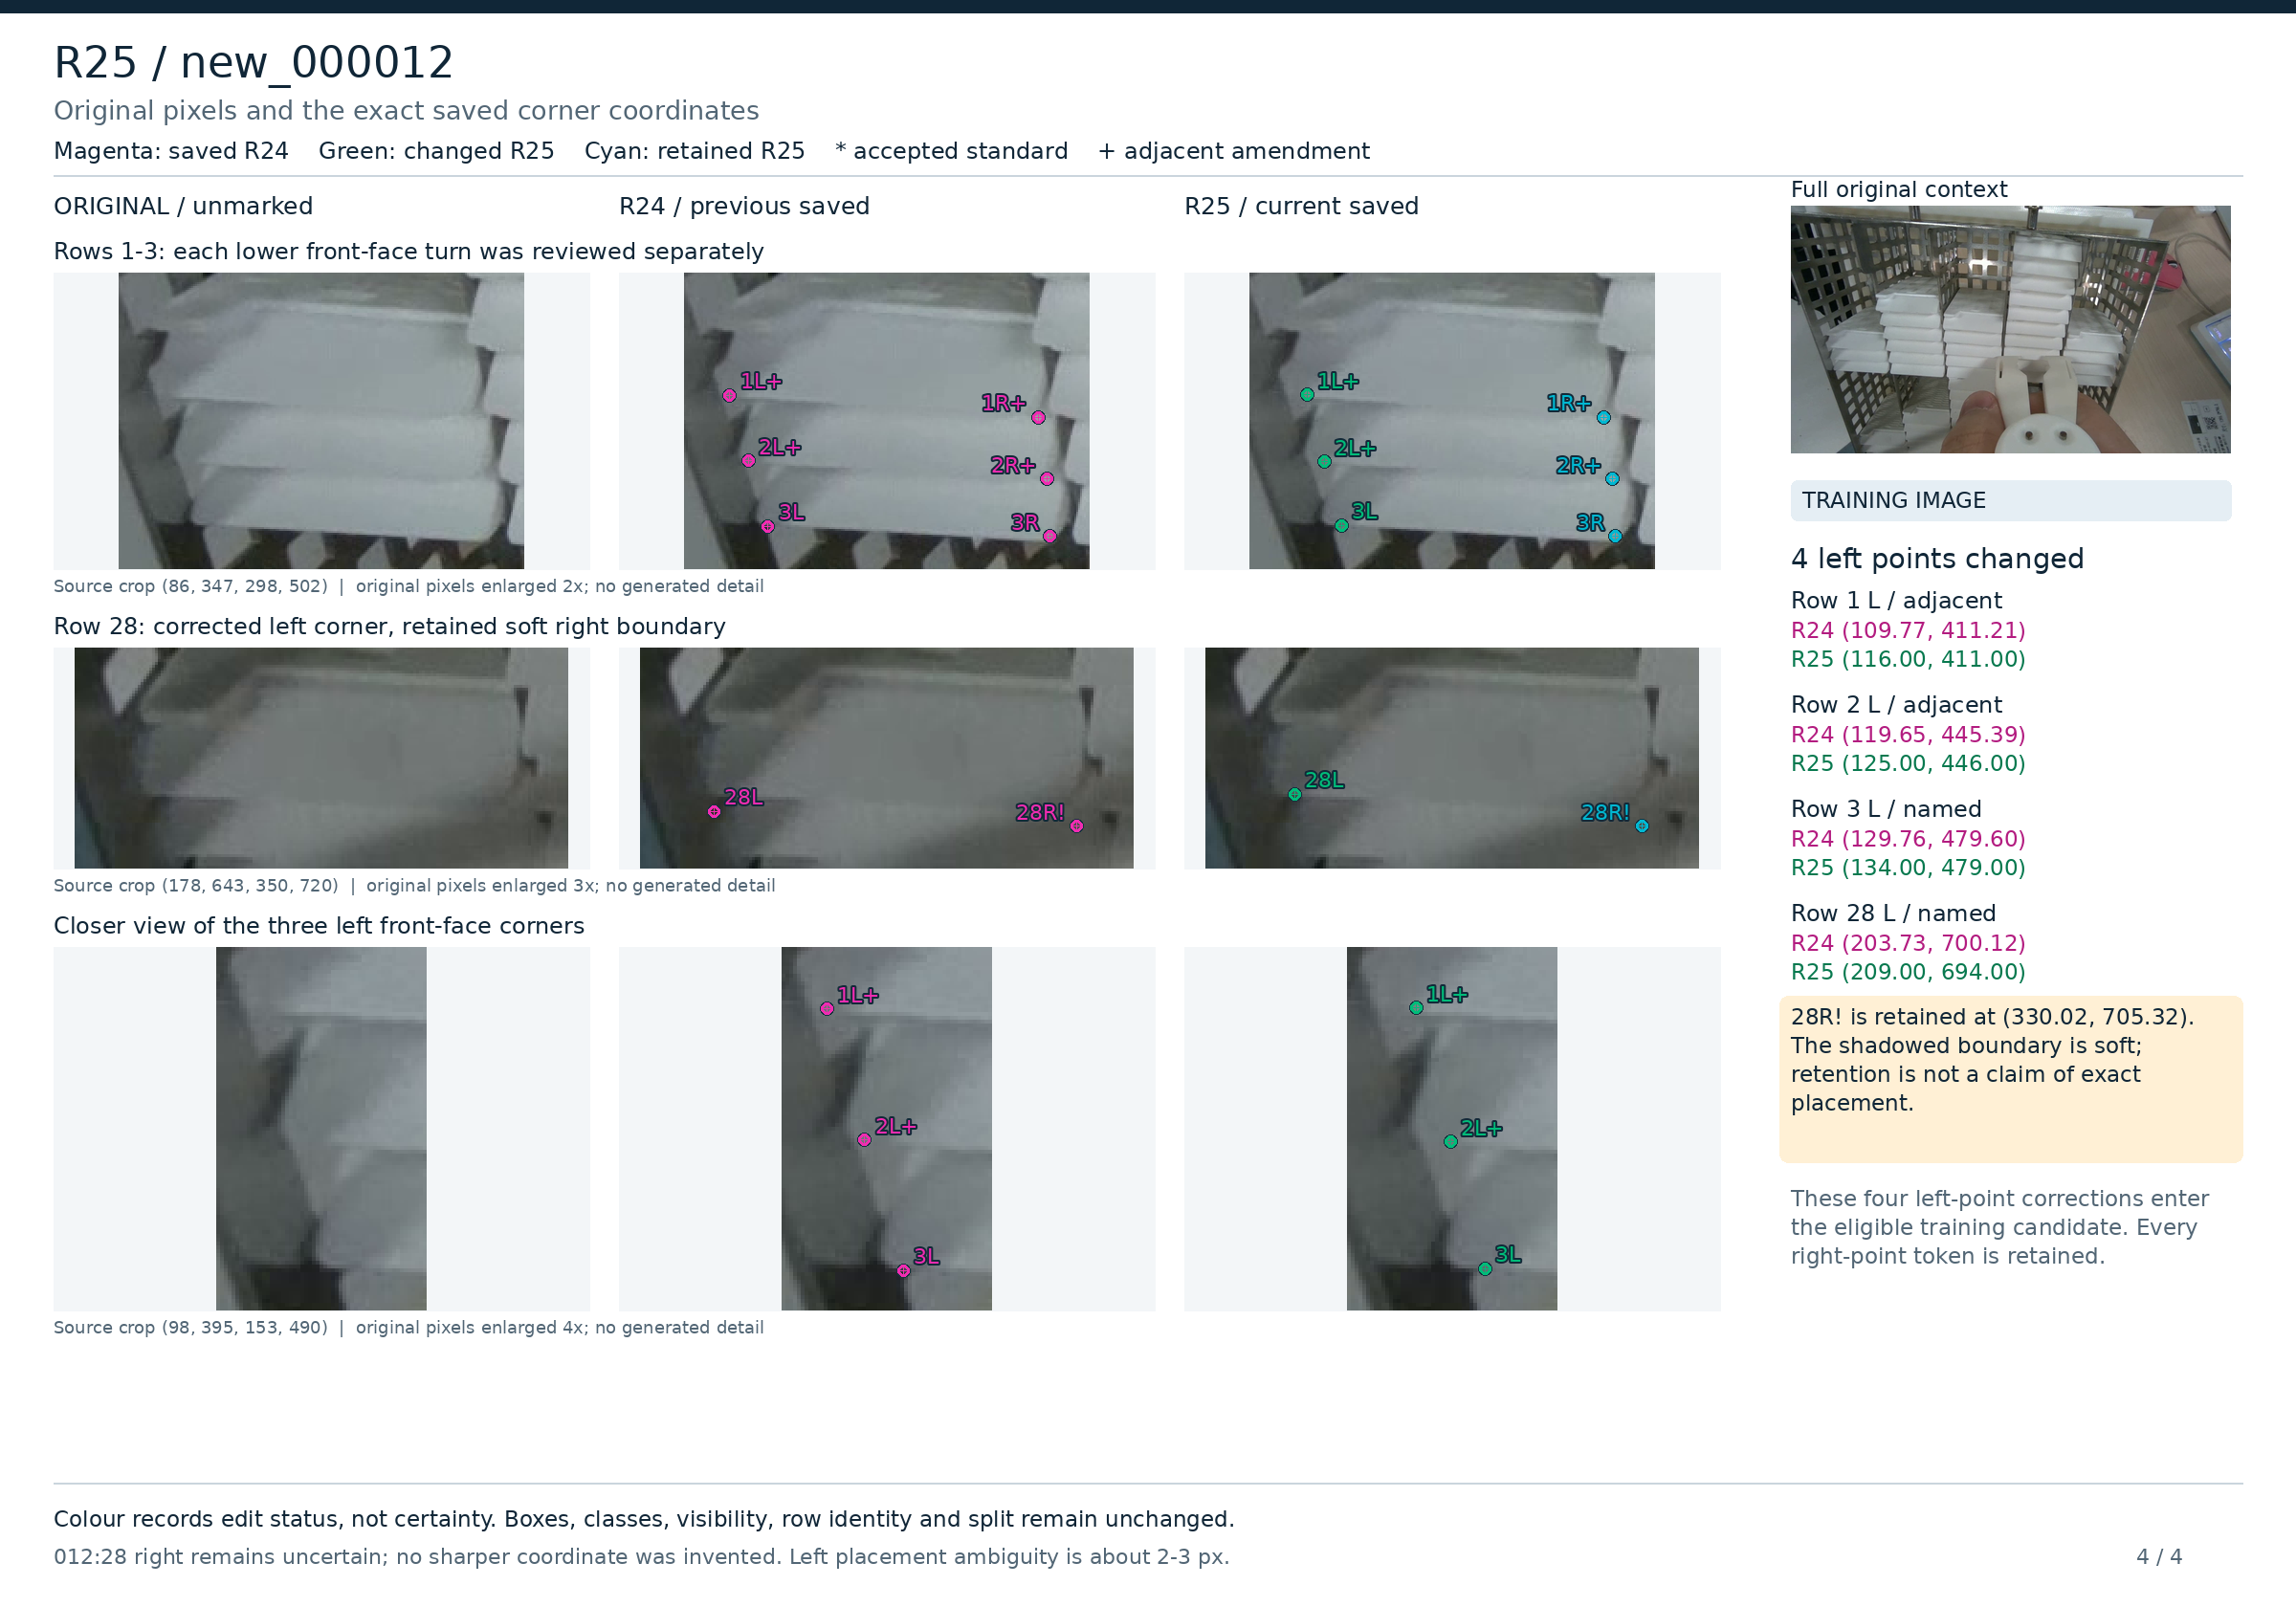 R25 / new_000012
Original pixels and the exact saved corner coordinates
Magenta: saved R24 Green: changed R25 Cyan: retained R25 * accepted standard + adjacent amendment
ORIGINAL / unmarked
R24 / previous saved
R25 / current saved
Rows 1-3: each lower front-face turn was reviewed separately
1L+
1R+
2L+
2R+
3L
3R
1L+
1R+
2L+
2R+
3L
3R
Source crop (86, 347, 298, 502) | original pixels enlarged 2x; no generated detail
Row 28: corrected left corner, retained soft right boundary
28L
28R!
28L
28R!
Source crop (178, 643, 350, 720) | original pixels enlarged 3x; no generated detail
Closer view of the three left front-face corners
1L+
2L+
3L
1L+
2L+
3L
Source crop (98, 395, 153, 490) | original pixels enlarged 4x; no generated detail
Full original context
TRAINING IMAGE
4 left points changed
Row 1 L / adjacent
R24 (109.77, 411.21)
R25 (116.00, 411.00)
Row 2 L / adjacent
R24 (119.65, 445.39)
R25 (125.00, 446.00)
Row 3 L / named
R24 (129.76, 479.60)
R25 (134.00, 479.00)
Row 28 L / named
R24 (203.73, 700.12)
R25 (209.00, 694.00)
28R! is retained at (330.02, 705.32).
The shadowed boundary is soft;
retention is not a claim of exact
placement.
These four left-point corrections enter
the eligible training candidate. Every
right-point token is retained.
Colour records edit status, not certainty. Boxes, classes, visibility, row identity and split remain unchanged.
012:28 right remains uncertain; no sharper coordinate was invented. Left placement ambiguity is about 2-3 px.
4 / 4